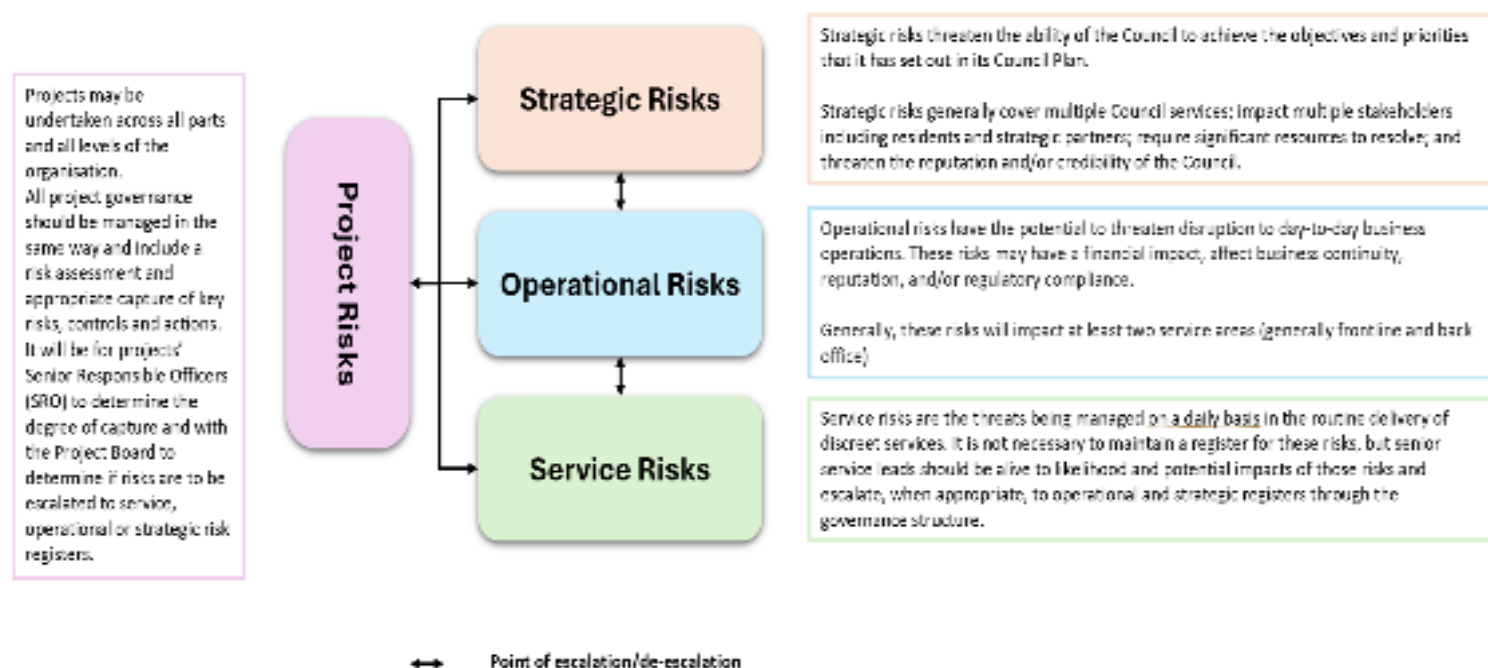 Projects may be
undertaken across all parts
and all levels of the
organisation.
All project governance
should be managed in the
same way and include a
risk assessment and
appropriate capture of key
risks, controls and actions.
It will be for projects'
Senior Responsible Officers
(SRO) to determine the
degree of capture and with
the Project Board to
determine if risks are to be
escalated to service,
operational or strategic risk
registers.
Project Risks
Strategic Risks
Operational Risks
Service Risks
Strategic risks threaten the ability of the Council to achieve the objectives and priorities
that it has set out in its Council Plan.
Strategic risks generally cover multiple Council services; impact multiple stakeholders
including residents and strategic partners; require significant resources to resolve; and
threaten the reputation and/or credibility of the Council.
Operational risks have the potential to threaten disruption to day-to-day business
operations. These risks may have a financial impact, affect business continuity,
reputation, and/or regulatory compliance.
Generally, these risks will impact at least two service areas (generally frontline and back
office)
Service risks are the threats being managed on a daily basis in the routine delivery of
discreet services. It is not necessary to maintain a register for these risks, but senior
service leads should be alive to likelihood and potential impacts of those risks and
escalate, when appropriate, to operational and strategic registers through the
governance structure.
Point of escalation/de-escalation